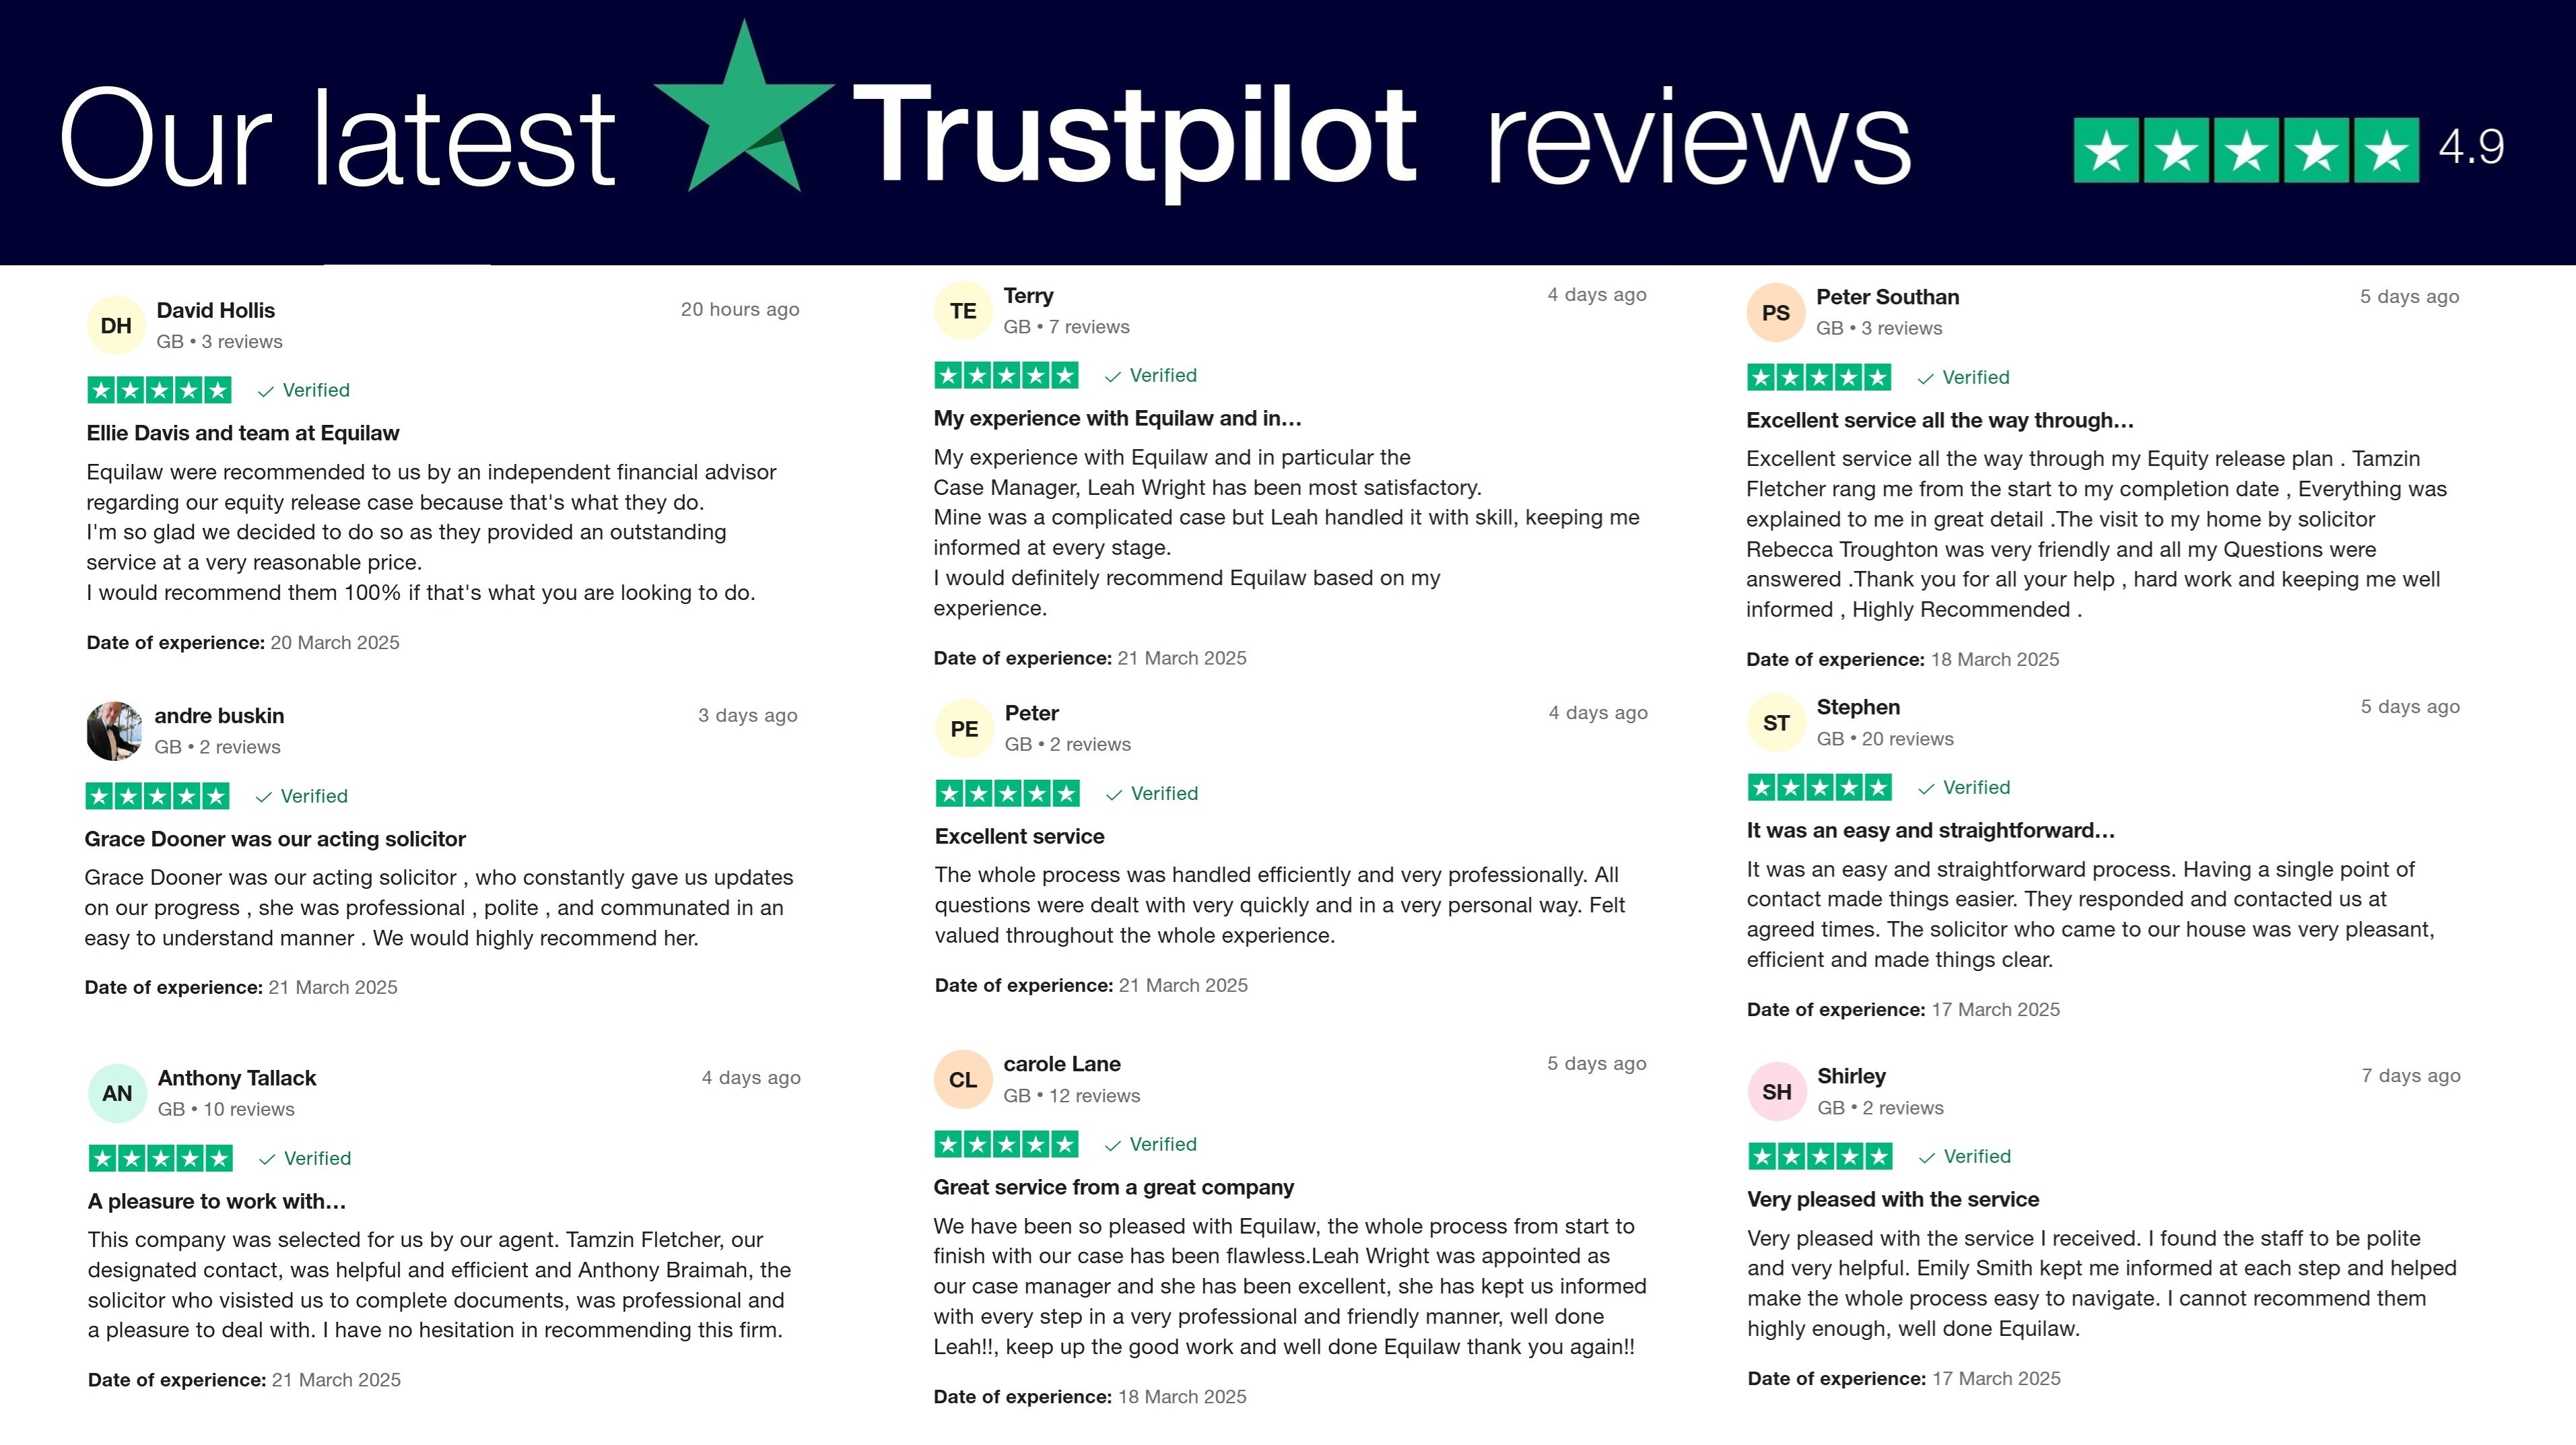 Our latest Trustpilot reviews 4.9
DH
David Hollis
20 hours ago
GB • 3 reviews
Verified
Ellie Davis and team at Equilaw
Equilaw were recommended to us by an independent financial advisor
regarding our equity release case because that's what they do.
I'm so glad we decided to do so as they provided an outstanding
service at a very reasonable price.
I would recommend them 100% if that's what you are looking to do.
Date of experience: 20 March 2025
andre buskin
3 days ago
GB • 2 reviews
Verified
Grace Dooner was our acting solicitor
Grace Dooner was our acting solicitor , who constantly gave us updates
on our progress , she was professional , polite , and communated in an
easy to understand manner . We would highly recommend her.
Date of experience: 21 March 2025
AN
Anthony Tallack
4 days ago
GB • 10 reviews
Verified
A pleasure to work with…
This company was selected for us by our agent. Tamzin Fletcher, our
designated contact, was helpful and efficient and Anthony Braimah, the
solicitor who visisted us to complete documents, was professional and
a pleasure to deal with. I have no hesitation in recommending this firm.
Date of experience: 21 March 2025
TE
Terry
4 days ago
GB • 7 reviews
Verified
My experience with Equilaw and in…
My experience with Equilaw and in particular the
Case Manager, Leah Wright has been most satisfactory.
Mine was a complicated case but Leah handled it with skill, keeping me
informed at every stage.
I would definitely recommend Equilaw based on my
experience.
Date of experience: 21 March 2025
PE
Peter
4 days ago
GB • 2 reviews
Verified
Excellent service
The whole process was handled efficiently and very professionally. All
questions were dealt with very quickly and in a very personal way. Felt
valued throughout the whole experience.
Date of experience: 21 March 2025
CL
carole Lane
5 days ago
GB • 12 reviews
Verified
Great service from a great company
We have been so pleased with Equilaw, the whole process from start to
finish with our case has been flawless.Leah Wright was appointed as
our case manager and she has been excellent, she has kept us informed
with every step in a very professional and friendly manner, well done
Leah!!, keep up the good work and well done Equilaw thank you again!!
Date of experience: 18 March 2025
PS
Peter Southan
5 days ago
GB • 3 reviews
Verified
Excellent service all the way through…
Excellent service all the way through my Equity release plan . Tamzin
Fletcher rang me from the start to my completion date , Everything was
explained to me in great detail .The visit to my home by solicitor
Rebecca Troughton was very friendly and all my Questions were
answered .Thank you for all your help , hard work and keeping me well
informed , Highly Recommended .
Date of experience: 18 March 2025
ST
Stephen
5 days ago
GB • 20 reviews
Verified
It was an easy and straightforward…
It was an easy and straightforward process. Having a single point of
contact made things easier. They responded and contacted us at
agreed times. The solicitor who came to our house was very pleasant,
efficient and made things clear.
Date of experience: 17 March 2025
SH
Shirley
7 days ago
GB • 2 reviews
Verified
Very pleased with the service
Very pleased with the service I received. I found the staff to be polite
and very helpful. Emily Smith kept me informed at each step and helped
make the whole process easy to navigate. I cannot recommend them
highly enough, well done Equilaw.
Date of experience: 17 March 2025